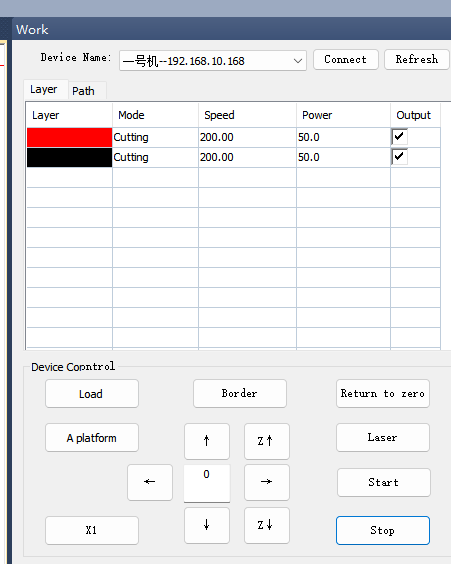 Work
Device Name: 一号机--192.168.10.168 Connect Refresh
Layer Path
Layer Mode Speed Power Output
Cutting 200.00 50.0
Cutting 200.00 50.0
Device Control
Load Border Return to zero
A platform ↑ Z↑ Laser
← 0 → Start
X1 ↓ Z↓ Stop